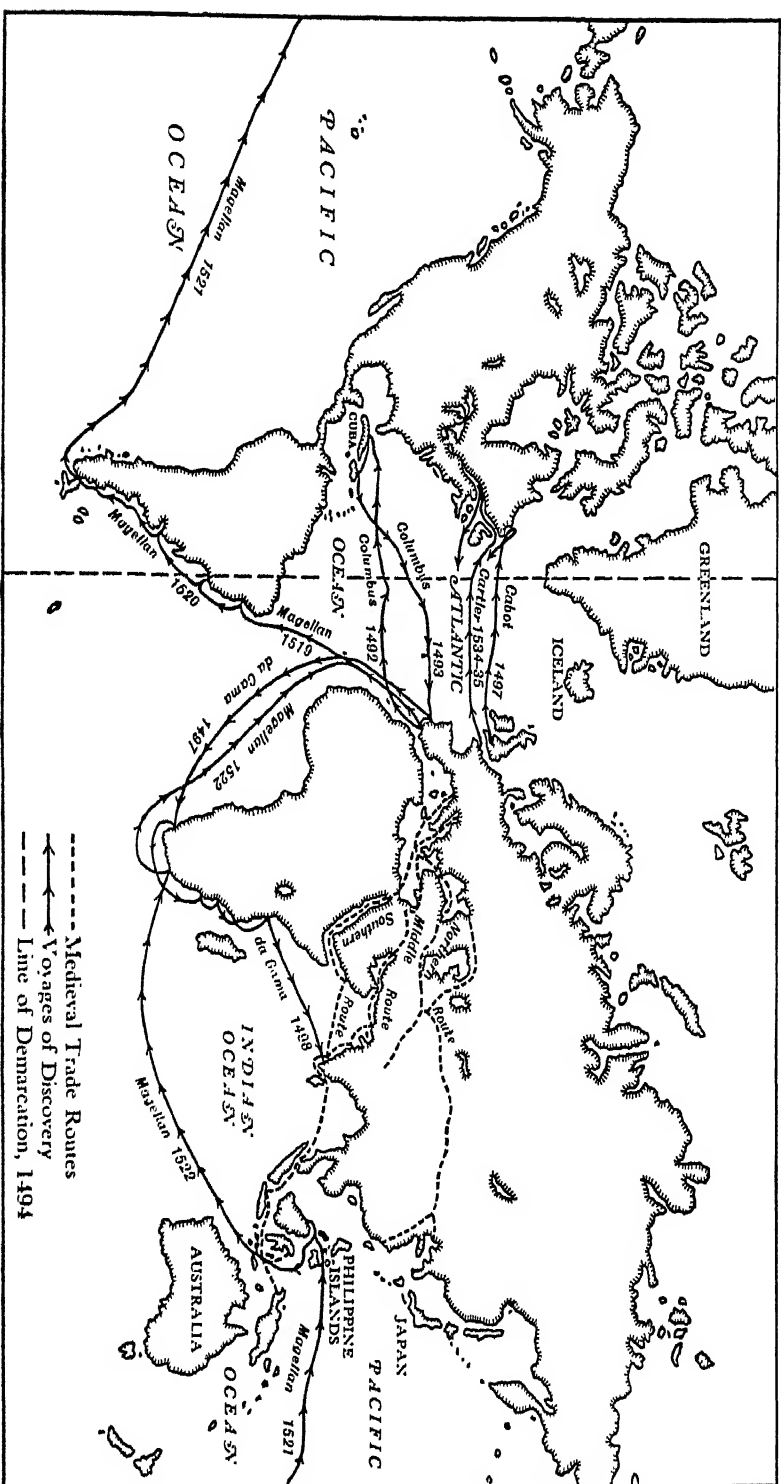 PACIFIC
OCEAN
Magellan 1521
GREENLAND
ICELAND
CUBA
ATLANTIC
OCEAN
Cabot 1497
Cartier 1534-35
Columbus 1493
Columbus 1492
Magellan 1519
Magellan 1520
da Gama 1497
Magellan 1522
Northern Route
Middle Route
Southern Route
da Gama 1498
INDIAN
OCEAN
Magellan 1522
AUSTRALIA
PHILIPPINE
ISLANDS
JAPAN
PACIFIC
OCEAN
Magellan 1521
Medieval Trade Routes
Voyages of Discovery
Line of Demarcation, 1494